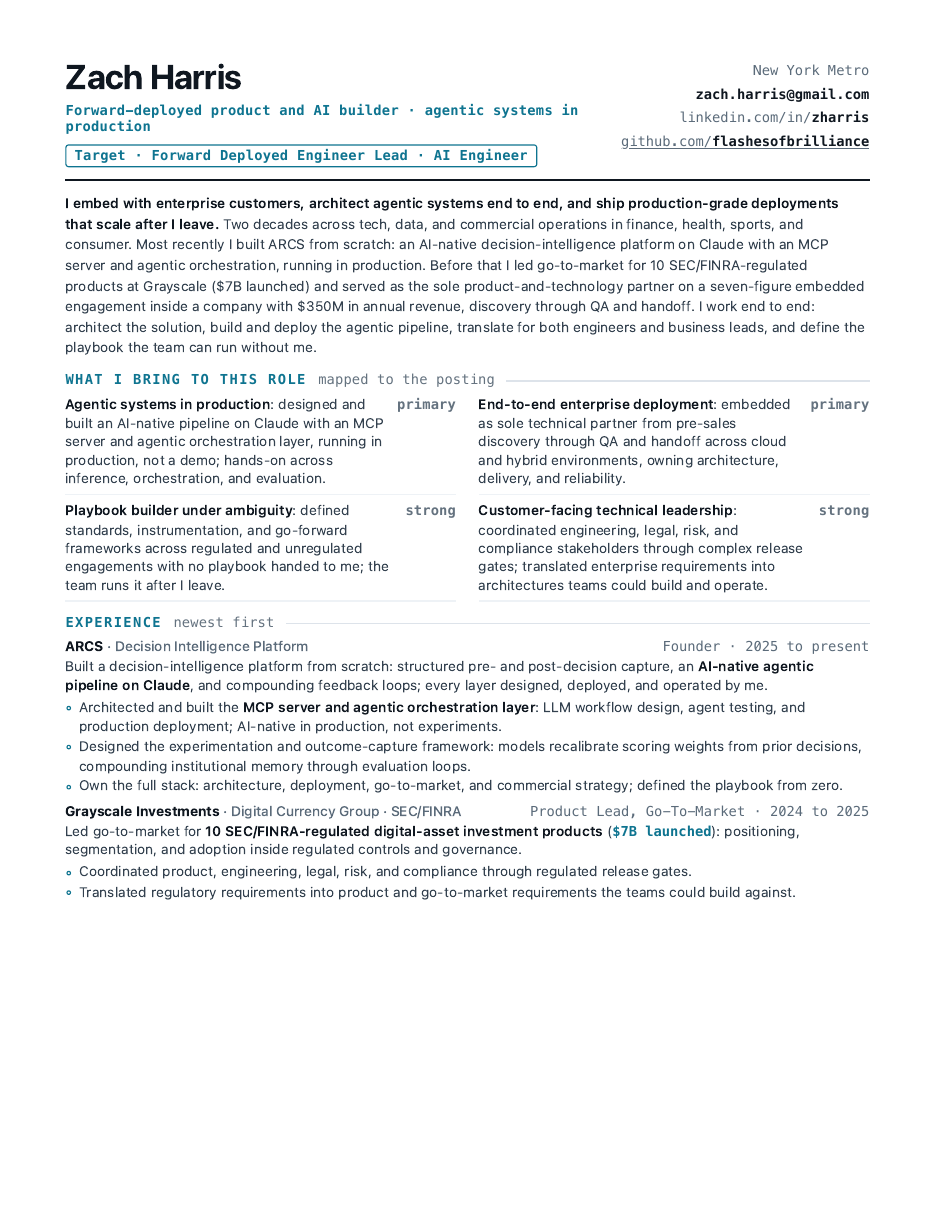 Zach Harris
Forward-deployed product and AI builder · agentic systems in
production
Target · Forward Deployed Engineer Lead · AI Engineer
New York Metro
zach.harris@gmail.com
linkedin.com/in/zharris
github.com/flashesofbrilliance
I embed with enterprise customers, architect agentic systems end to end, and ship production-grade deployments
that scale after I leave. Two decades across tech, data, and commercial operations in finance, health, sports, and
consumer. Most recently I built ARCS from scratch: an AI-native decision-intelligence platform on Claude with an MCP
server and agentic orchestration, running in production. Before that I led go-to-market for 10 SEC/FINRA-regulated
products at Grayscale ($7B launched) and served as the sole product-and-technology partner on a seven-figure embedded
engagement inside a company with $350M in annual revenue, discovery through QA and handoff. I work end to end:
architect the solution, build and deploy the agentic pipeline, translate for both engineers and business leads, and define the
playbook the team can run without me.
WHAT I BRING TO THIS ROLE mapped to the posting
Agentic systems in production: designed and primary
built an AI-native pipeline on Claude with an MCP
server and agentic orchestration layer, running in
production, not a demo; hands-on across
inference, orchestration, and evaluation.
End-to-end enterprise deployment: embedded primary
as sole technical partner from pre-sales
discovery through QA and handoff across cloud
and hybrid environments, owning architecture,
delivery, and reliability.
Playbook builder under ambiguity: defined strong
standards, instrumentation, and go-forward
frameworks across regulated and unregulated
engagements with no playbook handed to me; the
team runs it after I leave.
Customer-facing technical leadership: strong
coordinated engineering, legal, risk, and
compliance stakeholders through complex release
gates; translated enterprise requirements into
architectures teams could build and operate.
EXPERIENCE newest first
ARCS · Decision Intelligence Platform Founder · 2025 to present
Built a decision-intelligence platform from scratch: structured pre- and post-decision capture, an AI-native agentic
pipeline on Claude, and compounding feedback loops; every layer designed, deployed, and operated by me.
Architected and built the MCP server and agentic orchestration layer: LLM workflow design, agent testing, and
production deployment; AI-native in production, not experiments.
Designed the experimentation and outcome-capture framework: models recalibrate scoring weights from prior decisions,
compounding institutional memory through evaluation loops.
Own the full stack: architecture, deployment, go-to-market, and commercial strategy; defined the playbook from zero.
Grayscale Investments · Digital Currency Group · SEC/FINRA Product Lead, Go-To-Market · 2024 to 2025
Led go-to-market for 10 SEC/FINRA-regulated digital-asset investment products ($7B launched): positioning,
segmentation, and adoption inside regulated controls and governance.
Coordinated product, engineering, legal, risk, and compliance through regulated release gates.
Translated regulatory requirements into product and go-to-market requirements the teams could build against.